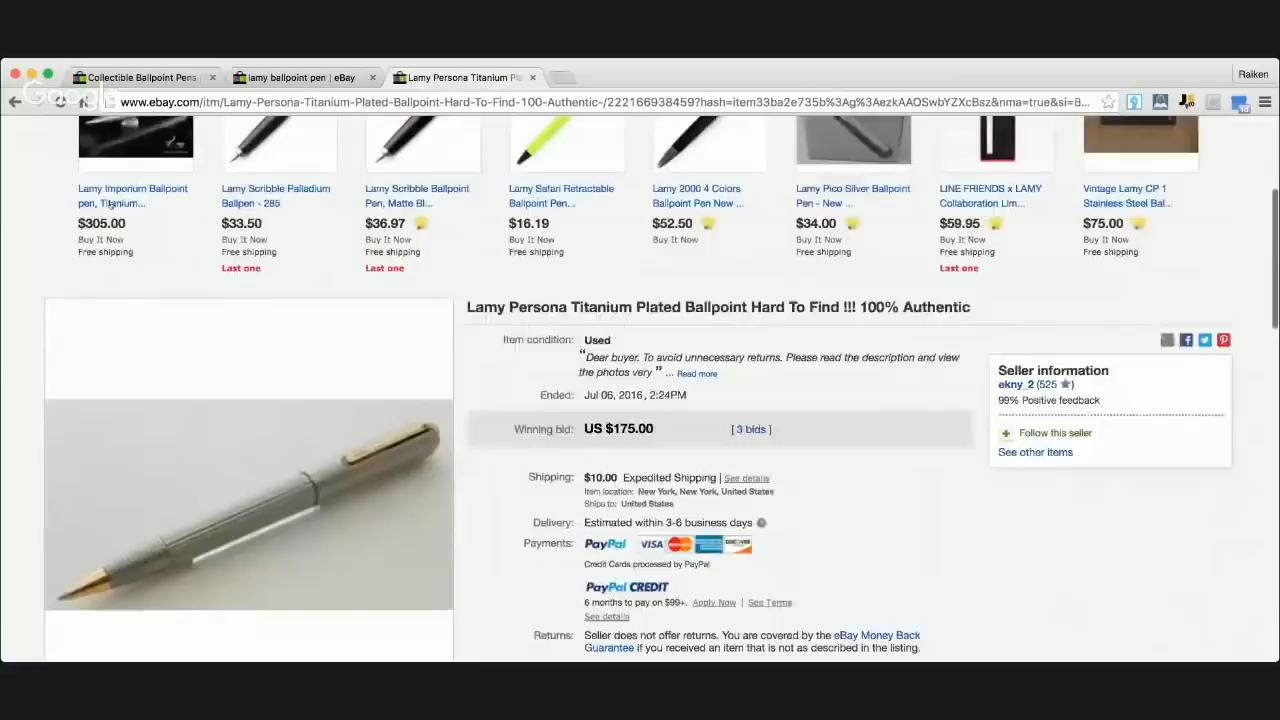 Collectible Ballpoint Pens
lamy ballpoint pen | eBay
Lamy Persona Titanium Pl
Raiken
Google
www.ebay.com/itm/Lamy-Persona-Titanium-Plated-Ballpoint-Hard-To-Find-100-Authentic-/222166938459?hash=item33ba2e735b%3Ag%3AezkAAOSwbYZXcBsz&nma=true&si=8...
Lamy Imporium Ballpoint
pen, Titanium...
$305.00
Buy It Now
Free shipping
Lamy Scribble Palladium
Ballpen - 285
$33.50
Buy It Now
Free shipping
Last one
Lamy Scribble Ballpoint
Pen, Matte Bl...
$36.97
Buy It Now
Free shipping
Last one
Lamy Safari Retractable
Ballpoint Pen...
$16.19
Buy It Now
Free shipping
Lamy 2000 4 Colors
Ballpoint Pen New ...
$52.50
Buy It Now
Lamy Pico Silver Ballpoint
Pen - New ...
$34.00
Buy It Now
Free shipping
LINE FRIENDS x LAMY
Collaboration Lim...
$59.95
Buy It Now
Free shipping
Last one
Vintage Lamy CP 1
Stainless Steel Bal...
$75.00
Buy It Now
Free shipping
Lamy Persona Titanium Plated Ballpoint Hard To Find !!! 100% Authentic
Item condition: Used
“Dear buyer. To avoid unnecessary returns. Please read the description and view
the photos very ” ... Read more
Ended: Jul 06, 2016 , 2:24PM
Winning bid: US $175.00 [ 3 bids ]
Shipping: $10.00 Expedited Shipping | See details
Item location: New York, New York, United States
Ships to: United States
Delivery: Estimated within 3-6 business days
Payments: PayPal VISA MasterCard DISCOVER
Credit Cards processed by PayPal
PayPal CREDIT
6 months to pay on $99+. Apply Now | See Terms
See details
Returns: Seller does not offer returns. You are covered by the eBay Money Back
Guarantee if you received an item that is not as described in the listing.
Seller information
ekny_2 (525 )
99% Positive feedback
+ Follow this seller
See other items